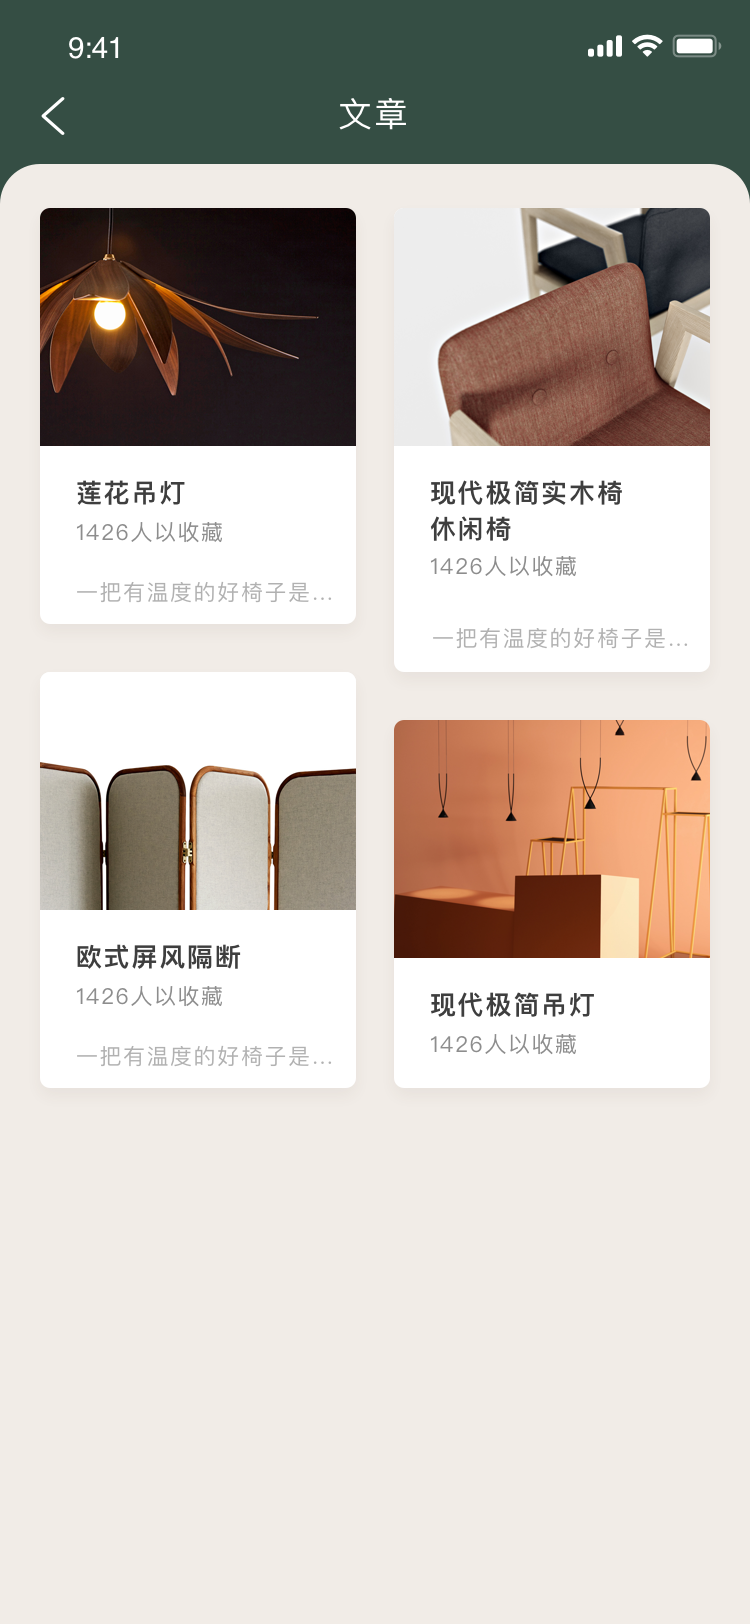 9:41
文章
莲花吊灯
1426人以收藏
一把有温度的好椅子是...
现代极简实木椅
休闲椅
1426人以收藏
一把有温度的好椅子是...
欧式屏风隔断
1426人以收藏
一把有温度的好椅子是...
现代极简吊灯
1426人以收藏